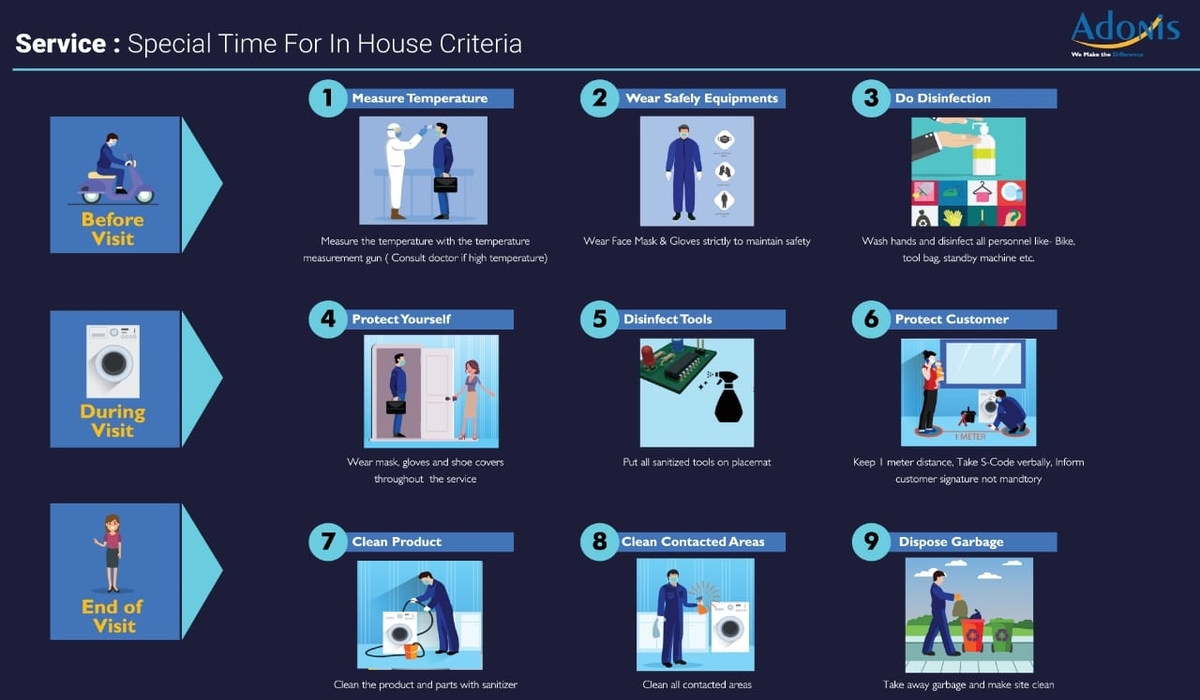 Service : Special Time For In House Criteria
Adonis
We Make the Difference
Before
Visit
1 Measure Temperature
Measure the temperature with the temperature
measurement gun ( Consult doctor if high temperature)
2 Wear Safely Equipments
Wear Face Mask & Gloves strictly to maintain safety
3 Do Disinfection
Wash hands and disinfect all personnel like- Bike,
tool bag, standby machine etc.
During
Visit
4 Protect Yourself
Wear mask, gloves and shoe covers
throughout the service
5 Disinfect Tools
Put all sanitized tools on placemat
6 Protect Customer
1 METER
Keep 1 meter distance, Take S-Code verbally, Inform
customer signature not mandtory
End of
Visit
7 Clean Product
Clean the product and parts with sanitizer
8 Clean Contacted Areas
Clean all contacted areas
9 Dispose Garbage
Take away garbage and make site clean